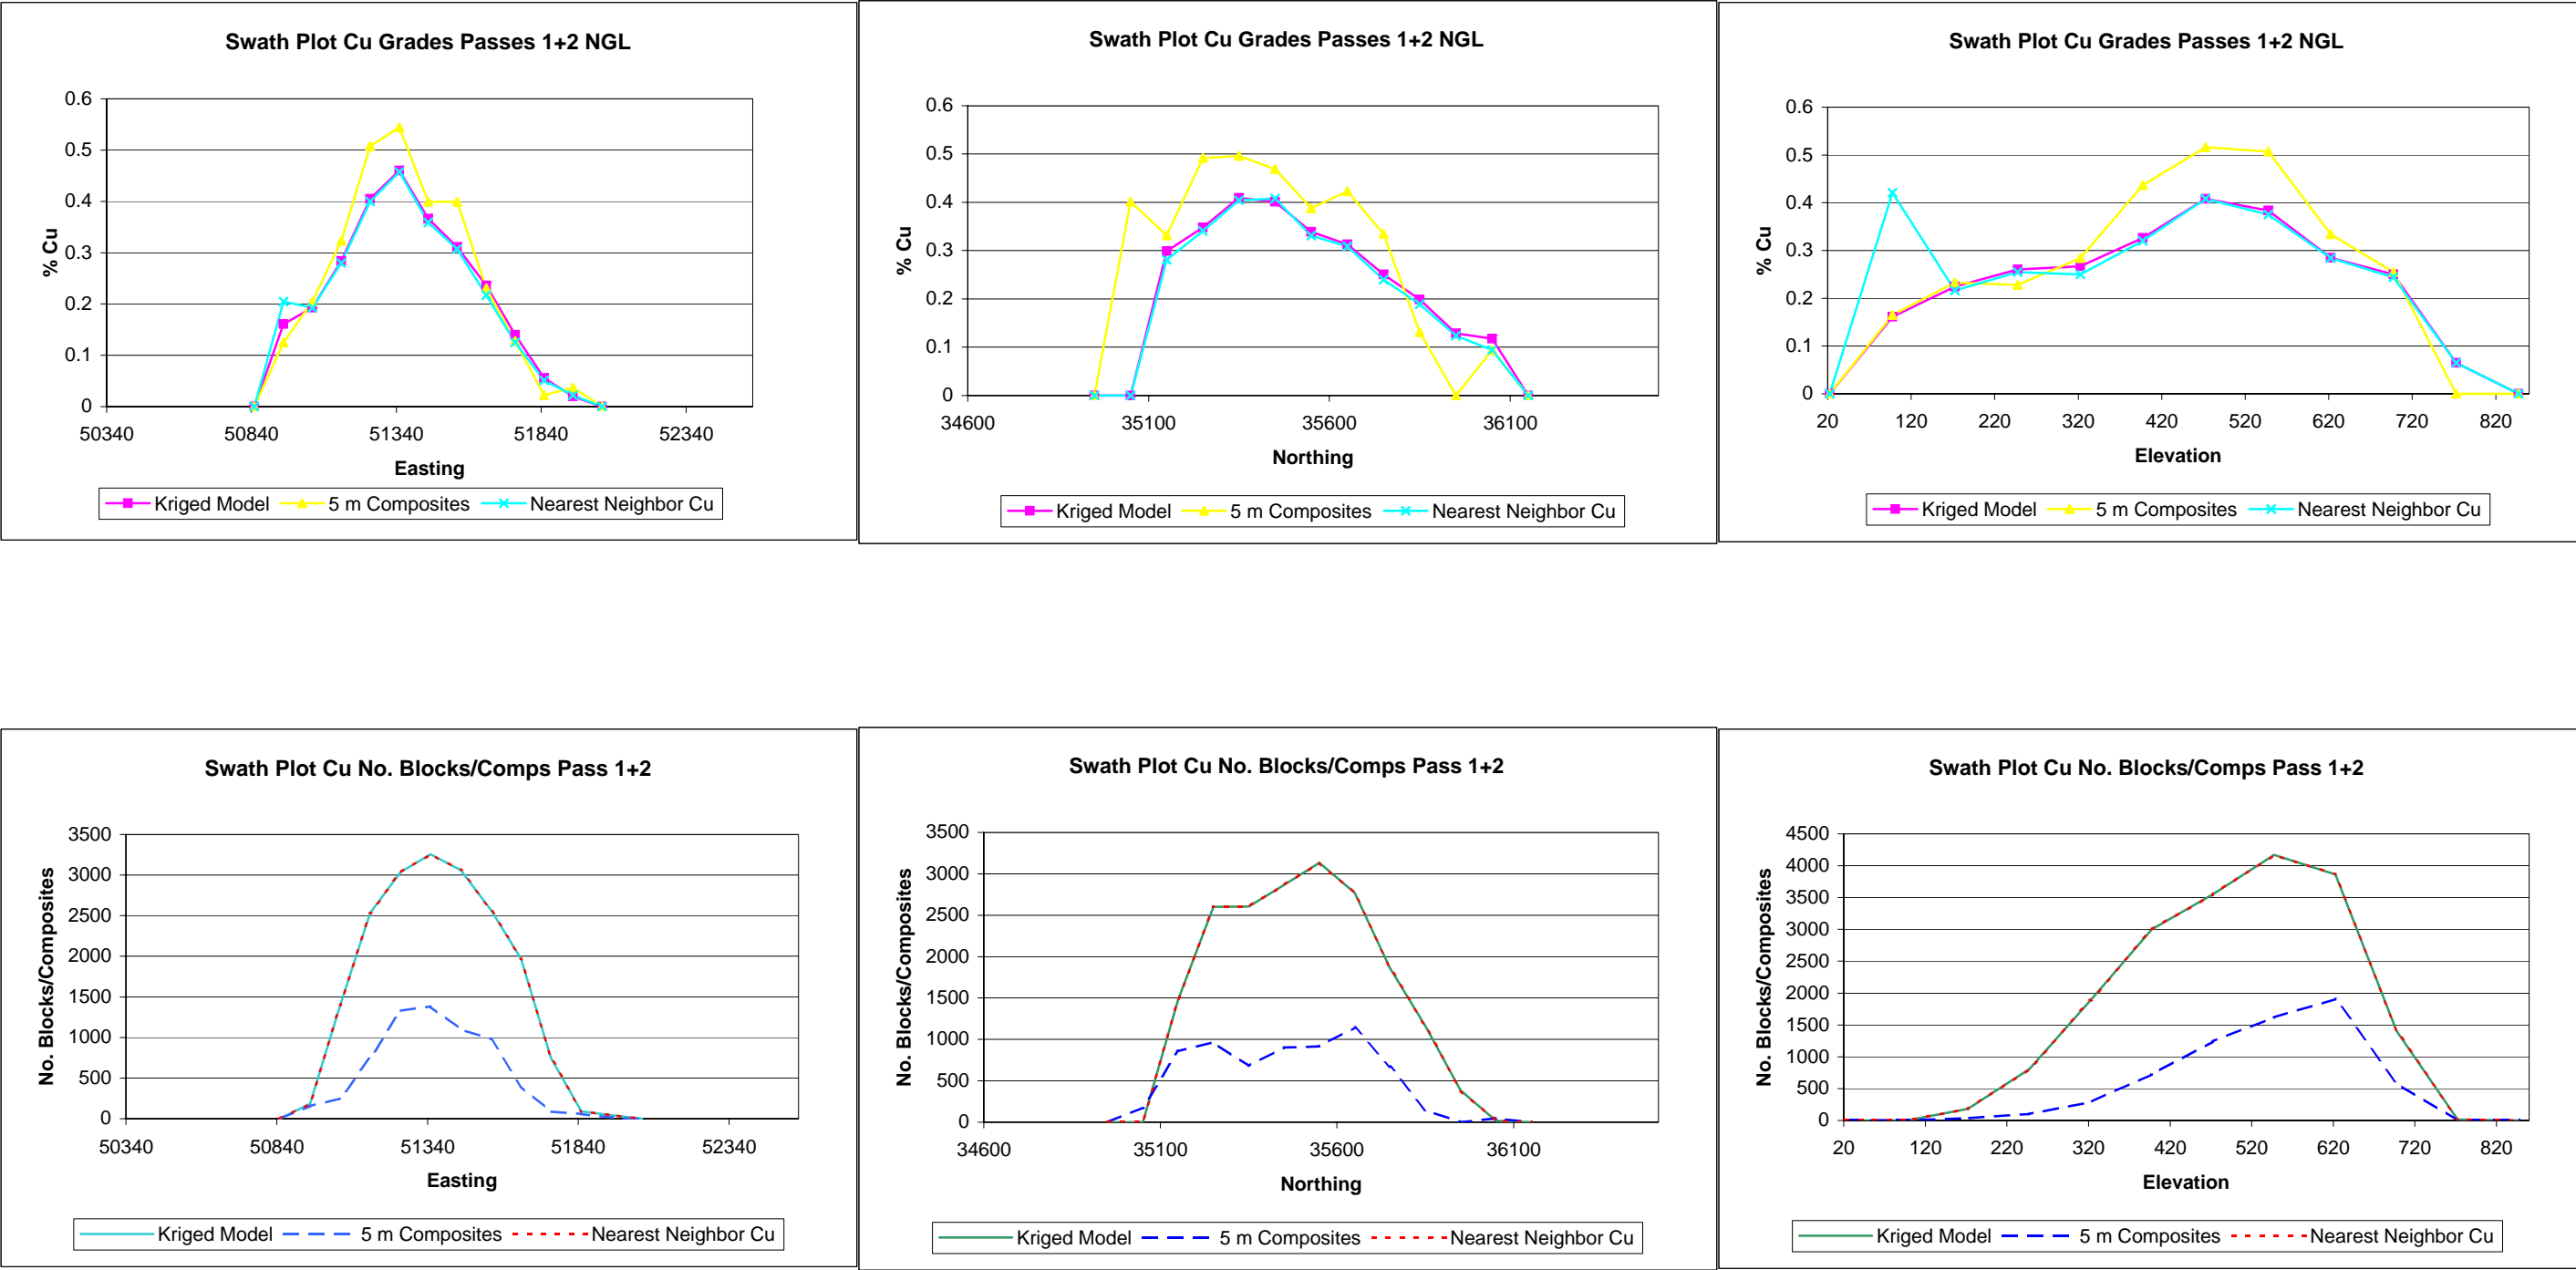 Swath Plot Cu Grades Passes 1+2 NGL
% Cu
0.6
0.5
0.4
0.3
0.2
0.1
0
50340 50840 51340 51840 52340
Easting
Kriged Model 5 m Composites Nearest Neighbor Cu
Swath Plot Cu Grades Passes 1+2 NGL
% Cu
0.6
0.5
0.4
0.3
0.2
0.1
0
34600 35100 35600 36100
Northing
Kriged Model 5 m Composites Nearest Neighbor Cu
Swath Plot Cu Grades Passes 1+2 NGL
% Cu
0.6
0.5
0.4
0.3
0.2
0.1
0
20 120 220 320 420 520 620 720 820
Elevation
Kriged Model 5 m Composites Nearest Neighbor Cu
Swath Plot Cu No. Blocks/Comps Pass 1+2
No. Blocks/Composites
3500
3000
2500
2000
1500
1000
500
0
50340 50840 51340 51840 52340
Easting
Kriged Model 5 m Composites Nearest Neighbor Cu
Swath Plot Cu No. Blocks/Comps Pass 1+2
No. Blocks/Composites
3500
3000
2500
2000
1500
1000
500
0
34600 35100 35600 36100
Northing
Kriged Model 5 m Composites Nearest Neighbor Cu
Swath Plot Cu No. Blocks/Comps Pass 1+2
No. Blocks/Composites
4500
4000
3500
3000
2500
2000
1500
1000
500
0
20 120 220 320 420 520 620 720 820
Elevation
Kriged Model 5 m Composites Nearest Neighbor Cu